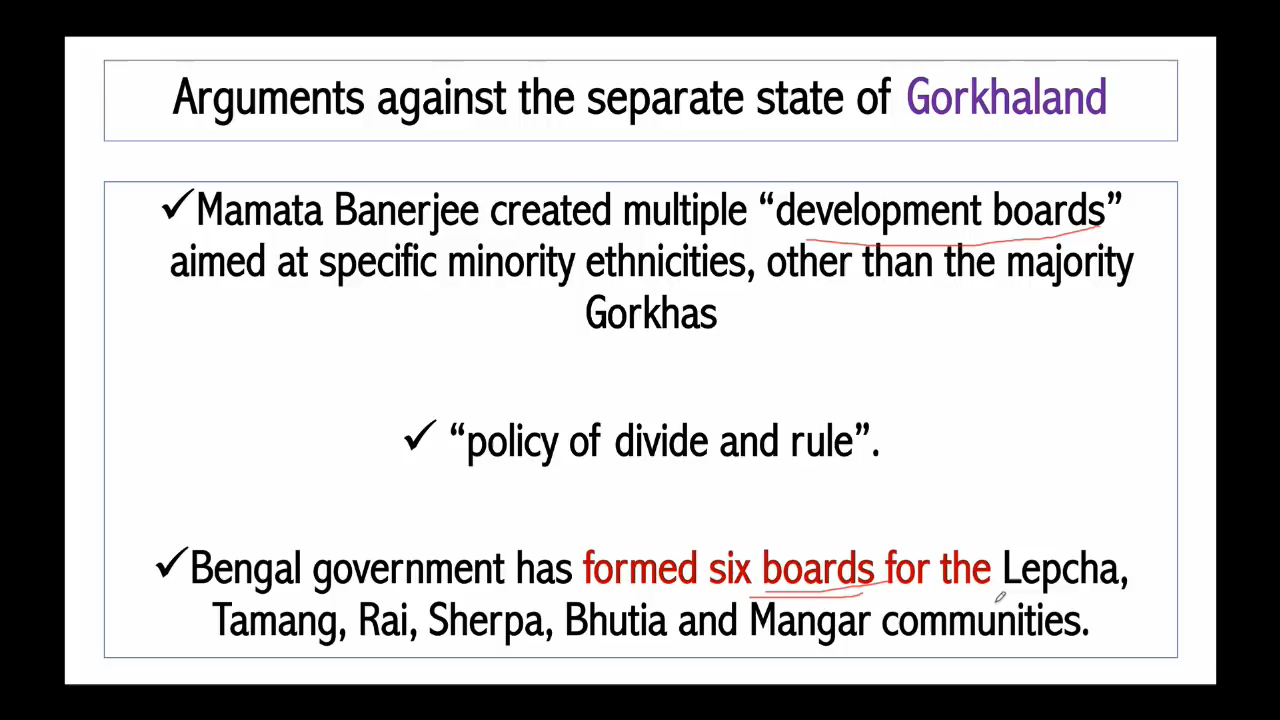 Arguments against the separate state of Gorkhaland
✓Mamata Banerjee created multiple “development boards”
aimed at specific minority ethnicities, other than the majority
Gorkhas
✓ “policy of divide and rule”.
✓Bengal government has formed six boards for the Lepcha,
Tamang, Rai, Sherpa, Bhutia and Mangar communities.